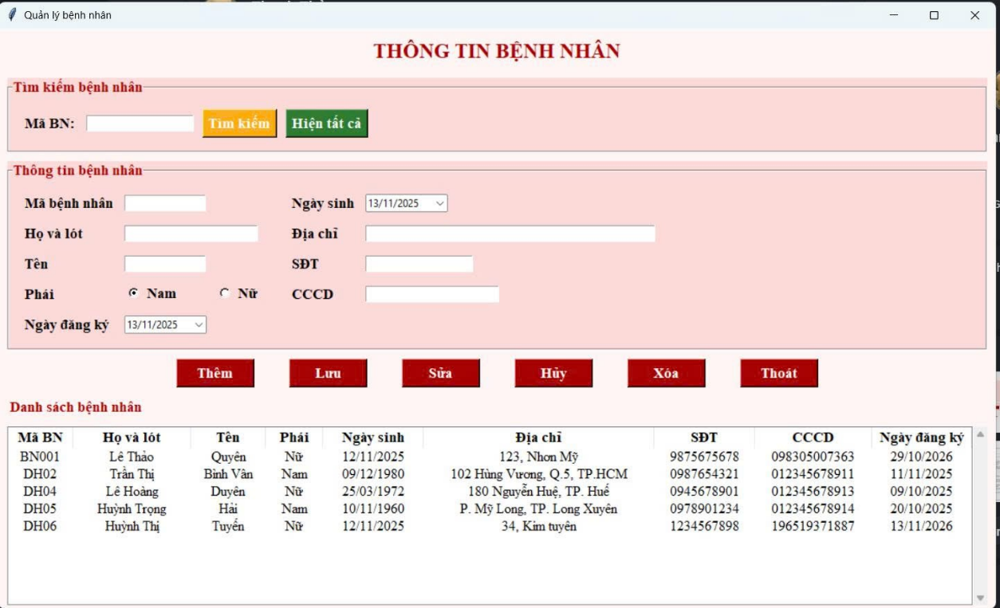 Quản lý bệnh nhân
THÔNG TIN BỆNH NHÂN
Tìm kiếm bệnh nhân
Mã BN: Tìm kiếm Hiện tất cả
Thông tin bệnh nhân
Mã bệnh nhân Ngày sinh 13/11/2025
Họ và lót Địa chỉ
Tên SĐT
Phái Nam Nữ CCCD
Ngày đăng ký 13/11/2025
Thêm Lưu Sửa Hủy Xóa Thoát
Danh sách bệnh nhân
Mã BN Họ và lót Tên Phái Ngày sinh Địa chỉ SĐT CCCD Ngày đăng ký
BN001 Lê Thảo Quyên Nữ 12/11/2025 123, Nhơn Mỹ 9875675678 098305007363 29/10/2026
DH02 Trần Thị Bình Vân Nam 09/12/1980 102 Hùng Vương, Q.5, TP.HCM 0987654321 012345678911 11/11/2025
DH04 Lê Hoàng Duyên Nữ 25/03/1972 180 Nguyễn Huệ, TP. Huế 0945678901 012345678913 09/10/2025
DH05 Huỳnh Trọng Hải Nam 10/11/1960 P. Mỹ Long, TP. Long Xuyên 0978901234 012345678914 20/10/2025
DH06 Huỳnh Thị Tuyến Nữ 12/11/2025 34, Kim tuyên 1234567898 196519371887 13/11/2026